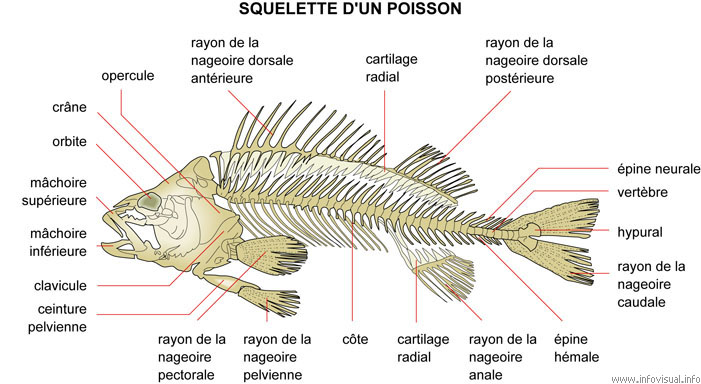 SQUELETTE D'UN POISSON
rayon de la
nageoire dorsale
antérieure
cartilage
radial
rayon de la
nageoire dorsale
postérieure
opercule
crâne
orbite
mâchoire
supérieure
mâchoire
inférieure
clavicule
ceinture
pelvienne
épine neurale
vertèbre
hypural
rayon de la
nageoire
caudale
rayon de la
nageoire
pectorale
rayon de la
nageoire
pelvienne
côte
cartilage
radial
rayon de la
nageoire
anale
épine
hémale
© www.infovisual.info